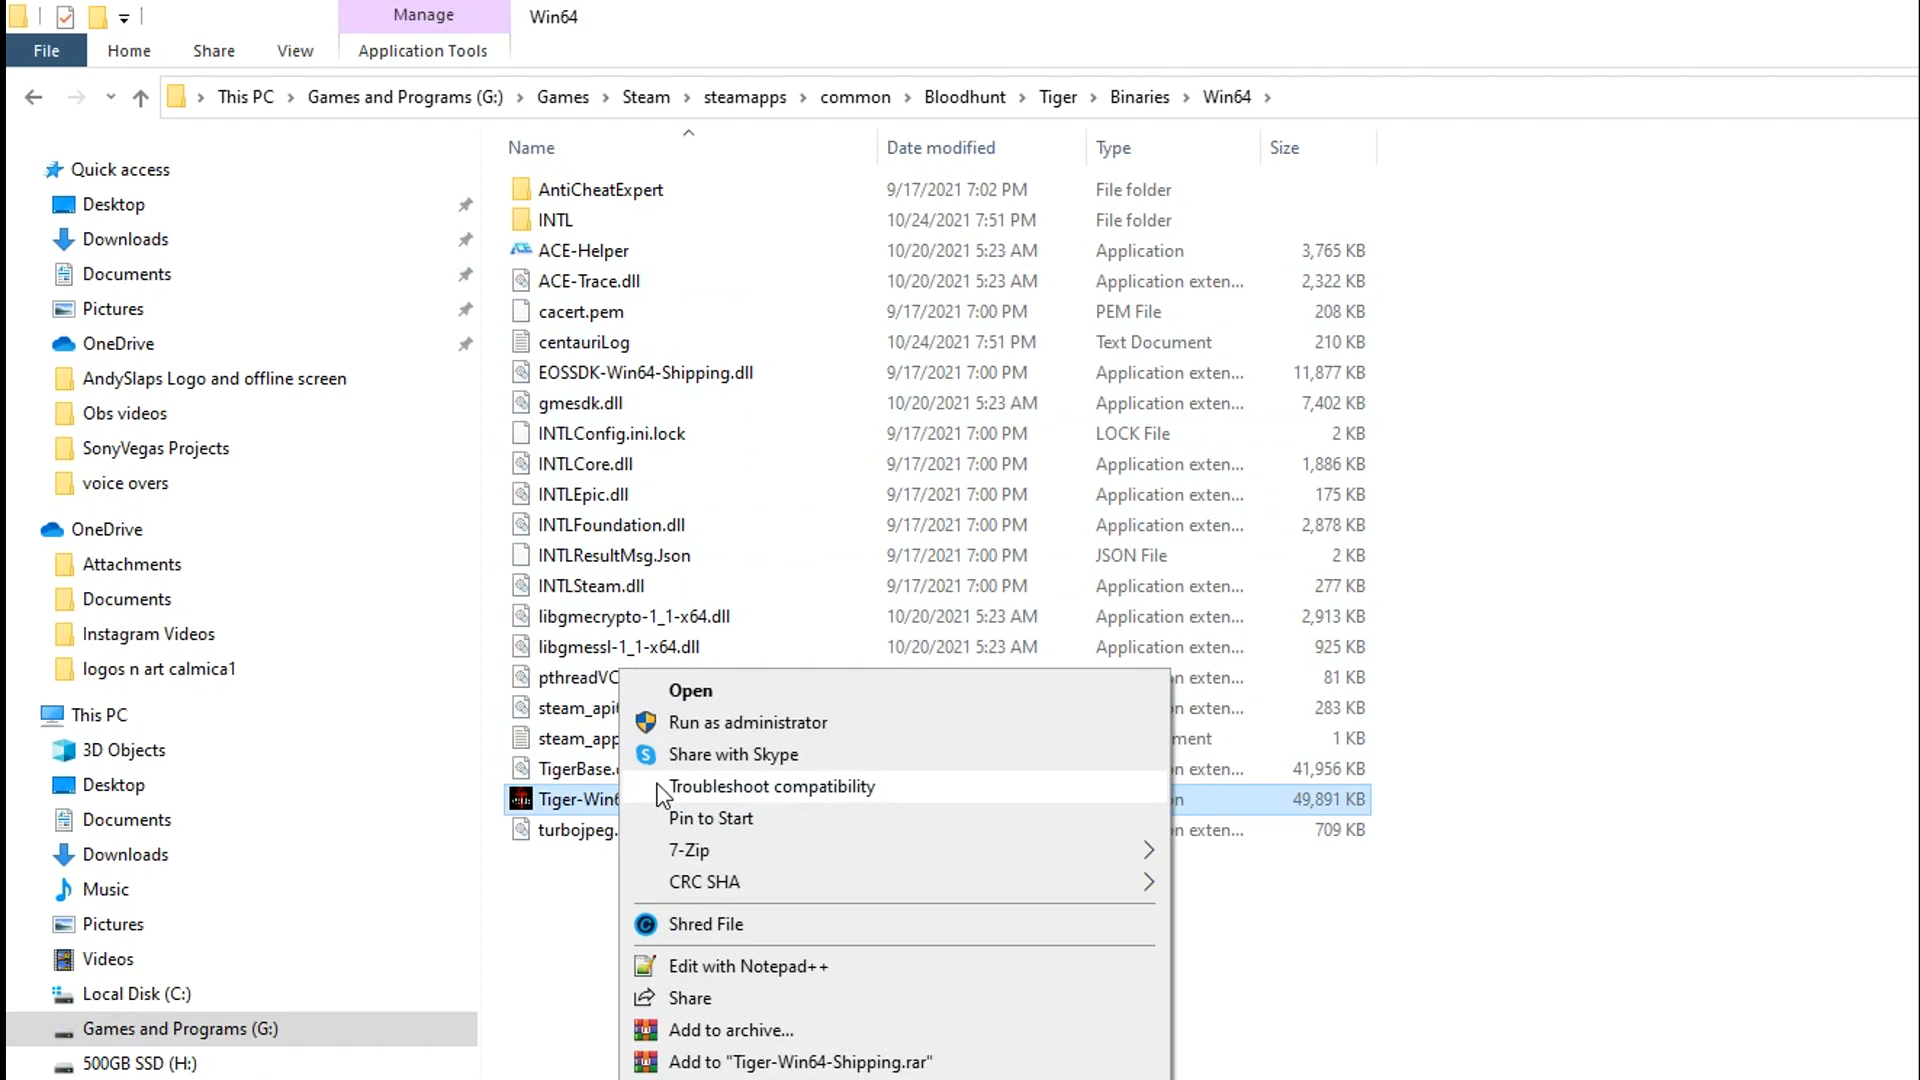 Manage
Win64
File
Home
Share
View
Application Tools
This PC
Games and Programs (G:)
Games
Steam
steamapps
common
Bloodhunt
Tiger
Binaries
Win64
Name
Date modified
Type
Size
Quick access
Desktop
Downloads
Documents
Pictures
OneDrive
AndySlaps Logo and offline screen
Obs videos
SonyVegas Projects
voice overs
OneDrive
Attachments
Documents
Instagram Videos
logos n art calmica1
This PC
3D Objects
Desktop
Documents
Downloads
Music
Pictures
Videos
Local Disk (C:)
Games and Programs (G:)
500GB SSD (H:)
AntiCheatExpert 9/17/2021 7:02 PM File folder
INTL 10/24/2021 7:51 PM File folder
ACE-Helper 10/20/2021 5:23 AM Application 3,765 KB
ACE-Trace.dll 10/20/2021 5:23 AM Application exten... 2,322 KB
cacert.pem 9/17/2021 7:00 PM PEM File 208 KB
centauriLog 10/24/2021 7:51 PM Text Document 210 KB
EOSSDK-Win64-Shipping.dll 9/17/2021 7:00 PM Application exten... 11,877 KB
gmesdk.dll 10/20/2021 5:23 AM Application exten... 7,402 KB
INTLConfig.ini.lock 9/17/2021 7:00 PM LOCK File 2 KB
INTLCore.dll 9/17/2021 7:00 PM Application exten... 1,886 KB
INTLEpic.dll 9/17/2021 7:00 PM Application exten... 175 KB
INTLFoundation.dll 9/17/2021 7:00 PM Application exten... 2,878 KB
INTLResultMsg.Json 9/17/2021 7:00 PM JSON File 2 KB
INTLSteam.dll 9/17/2021 7:00 PM Application exten... 277 KB
libgmecrypto-1_1-x64.dll 10/20/2021 5:23 AM Application exten... 2,913 KB
libgmessl-1_1-x64.dll 10/20/2021 5:23 AM Application exten... 925 KB
pthreadVC n exten... 81 KB
steam_api n exten... 283 KB
steam_app ment 1 KB
TigerBase. n exten... 41,956 KB
Tiger-Win6 n 49,891 KB
turbojpeg. n exten... 709 KB
Open
Run as administrator
Share with Skype
Troubleshoot compatibility
Pin to Start
7-Zip
CRC SHA
Shred File
Edit with Notepad++
Share
Add to archive...
Add to "Tiger-Win64-Shipping.rar"